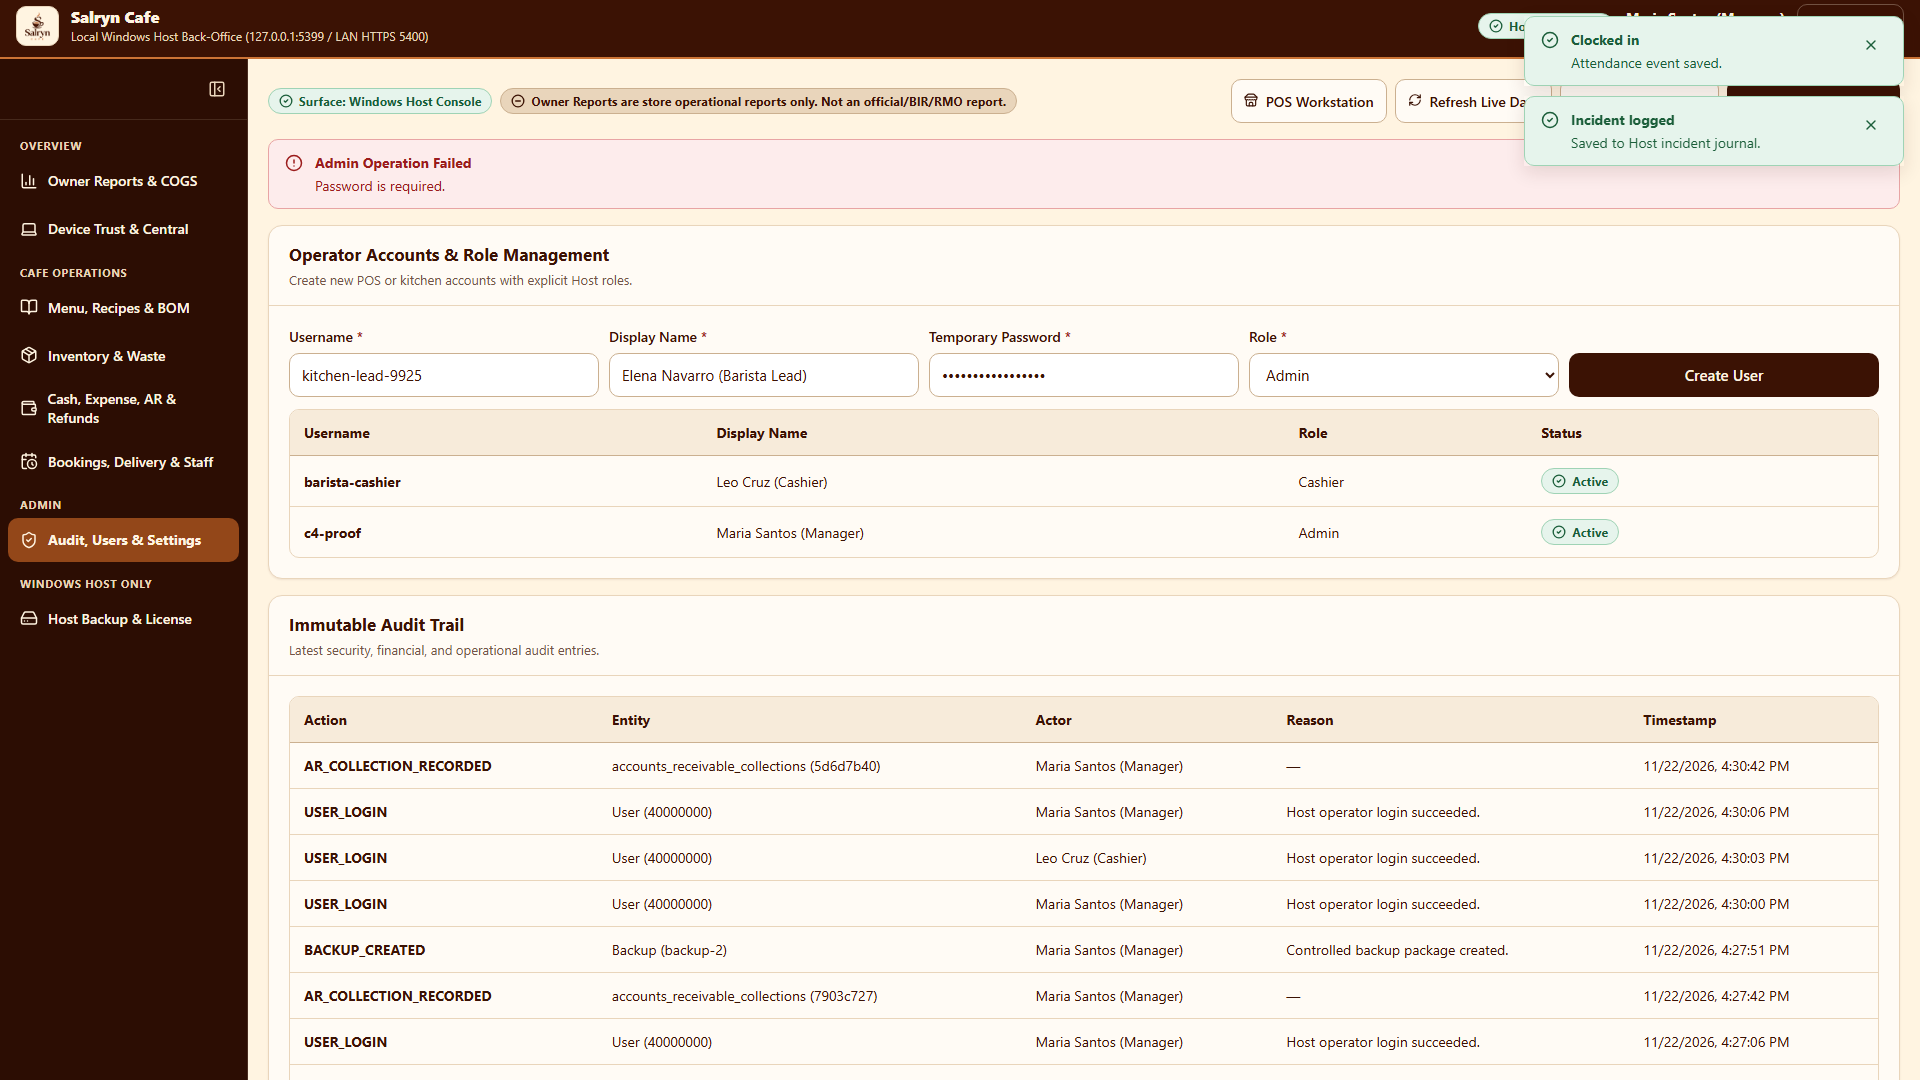 Salryn Cafe
Local Windows Host Back-Office (127.0.0.1:5399 / LAN HTTPS 5400)
Salryn
Clocked in
Attendance event saved.
Incident logged
Saved to Host incident journal.
Surface: Windows Host Console
Owner Reports are store operational reports only. Not an official/BIR/RMO report.
POS Workstation
Refresh Live
OVERVIEW
Owner Reports & COGS
Device Trust & Central
CAFE OPERATIONS
Menu, Recipes & BOM
Inventory & Waste
Cash, Expense, AR &
Refunds
Bookings, Delivery & Staff
ADMIN
Audit, Users & Settings
WINDOWS HOST ONLY
Host Backup & License
Admin Operation Failed
Password is required.
Operator Accounts & Role Management
Create new POS or kitchen accounts with explicit Host roles.
Username * Display Name * Temporary Password * Role *
kitchen-lead-9925 Elena Navarro (Barista Lead) ••••••••••••••••• Admin Create User
Username Display Name Role Status
barista-cashier Leo Cruz (Cashier) Cashier Active
c4-proof Maria Santos (Manager) Admin Active
Immutable Audit Trail
Latest security, financial, and operational audit entries.
Action Entity Actor Reason Timestamp
AR_COLLECTION_RECORDED accounts_receivable_collections (5d6d7b40) Maria Santos (Manager) — 11/22/2026, 4:30:42 PM
USER_LOGIN User (40000000) Maria Santos (Manager) Host operator login succeeded. 11/22/2026, 4:30:06 PM
USER_LOGIN User (40000000) Leo Cruz (Cashier) Host operator login succeeded. 11/22/2026, 4:30:03 PM
USER_LOGIN User (40000000) Maria Santos (Manager) Host operator login succeeded. 11/22/2026, 4:30:00 PM
BACKUP_CREATED Backup (backup-2) Maria Santos (Manager) Controlled backup package created. 11/22/2026, 4:27:51 PM
AR_COLLECTION_RECORDED accounts_receivable_collections (7903c727) Maria Santos (Manager) — 11/22/2026, 4:27:42 PM
USER_LOGIN User (40000000) Maria Santos (Manager) Host operator login succeeded. 11/22/2026, 4:27:06 PM